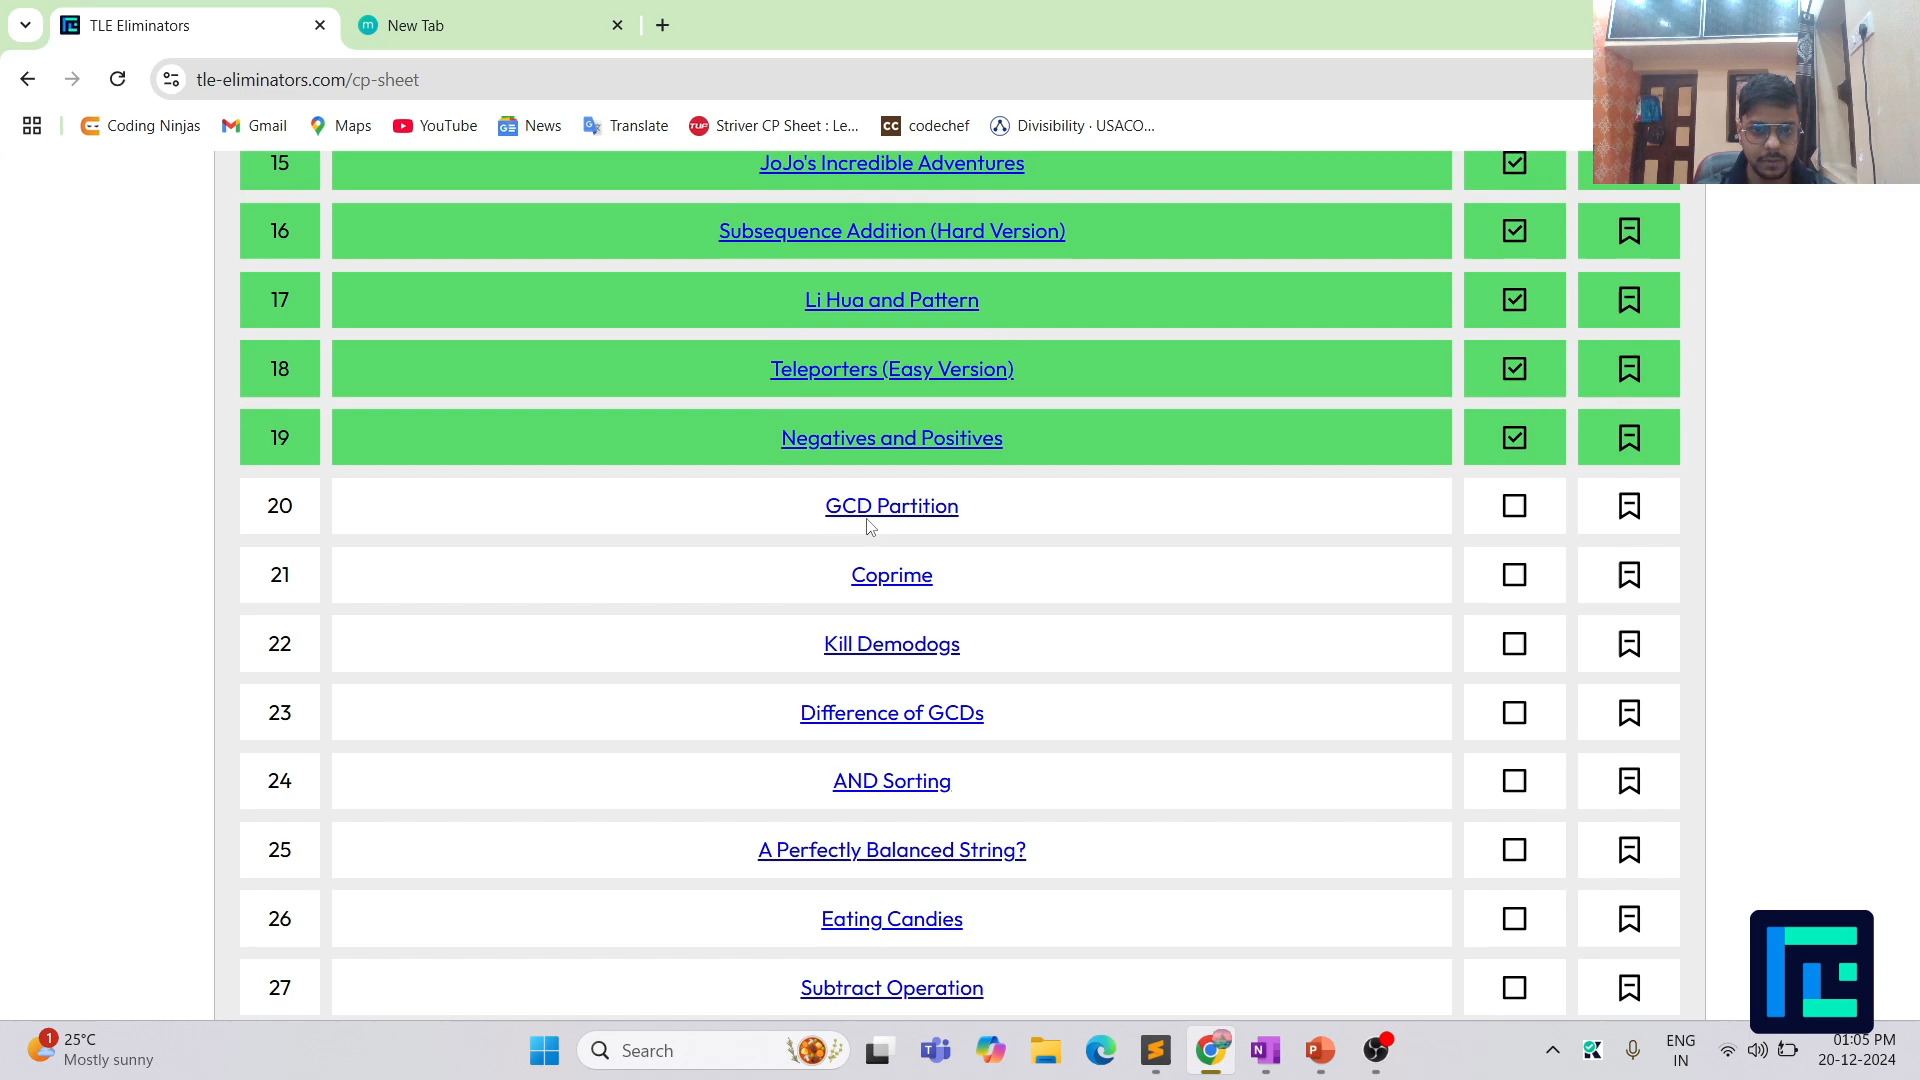 TLE Eliminators
m New Tab
tle-eliminators.com/cp-sheet
Coding Ninjas Gmail Maps YouTube News Translate Striver CP Sheet : Le... codechef Divisibility · USACO...
15 JoJo's Incredible Adventures
16 Subsequence Addition (Hard Version)
17 Li Hua and Pattern
18 Teleporters (Easy Version)
19 Negatives and Positives
20 GCD Partition
21 Coprime
22 Kill Demodogs
23 Difference of GCDs
24 AND Sorting
25 A Perfectly Balanced String?
26 Eating Candies
27 Subtract Operation
1 25°C
Mostly sunny
Search
ENG
IN
01:05 PM
20-12-2024